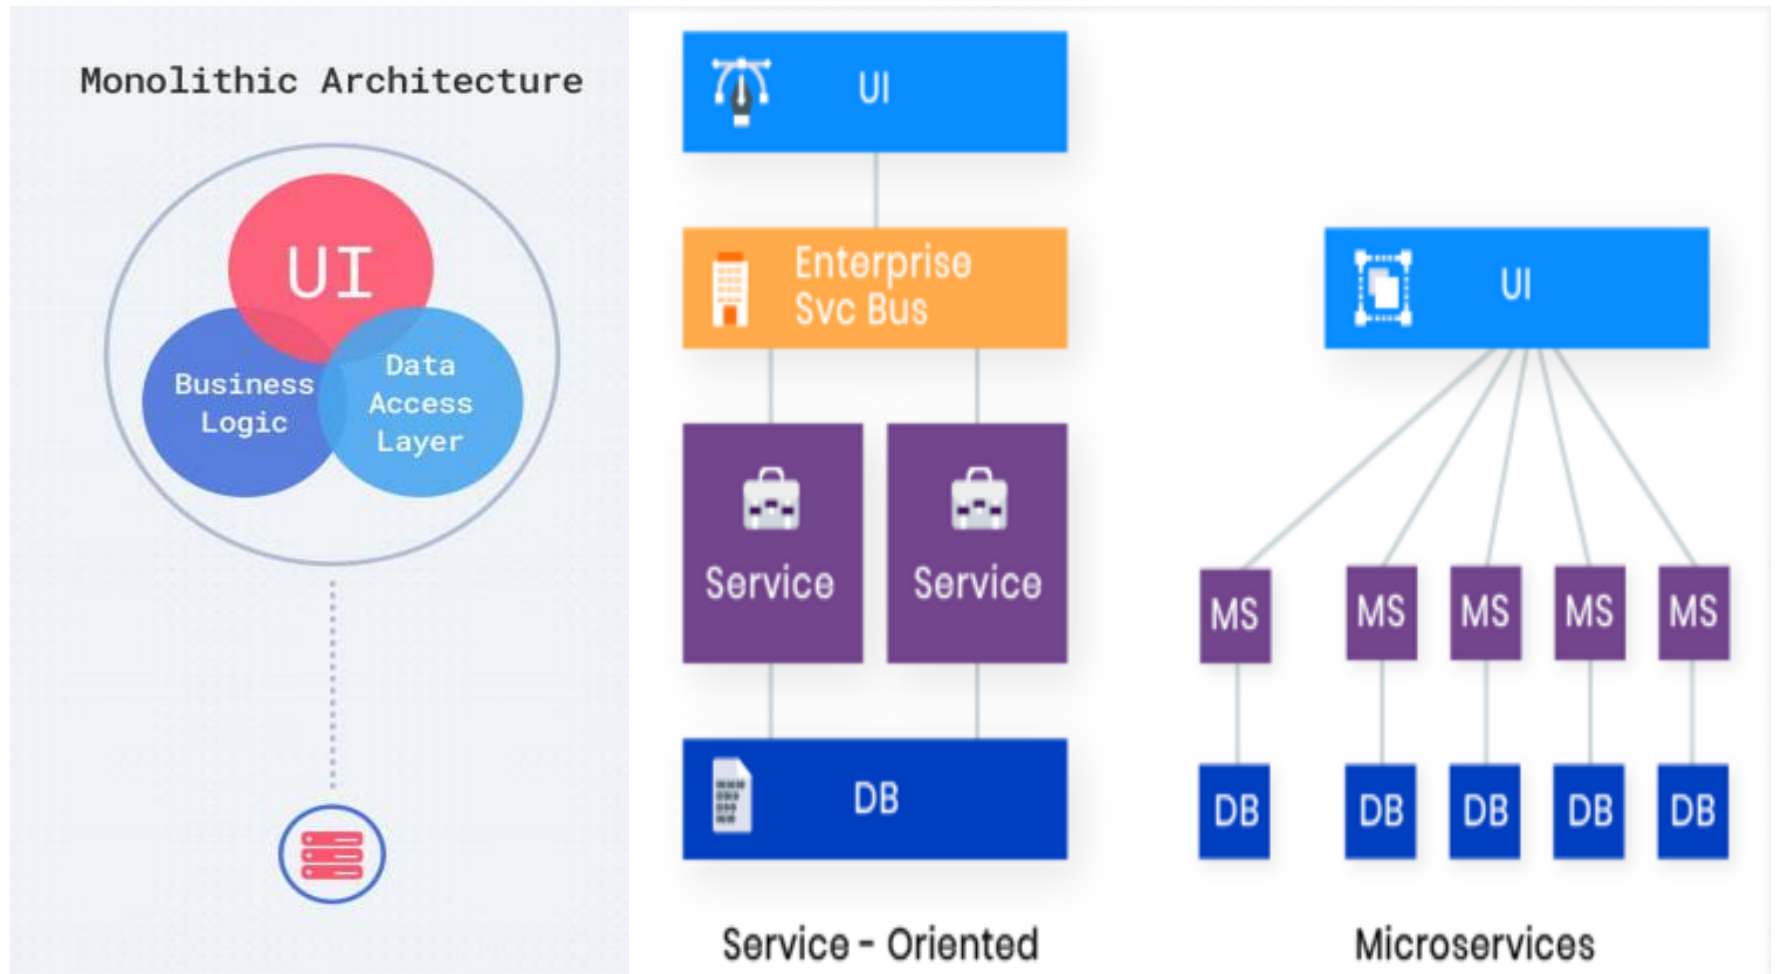 Monolithic Architecture
UI
Business
Logic
Data
Access
Layer
UI
Enterprise
Svc Bus
Service
Service
DB
Service - Oriented
UI
MS
MS
MS
MS
MS
DB
DB
DB
DB
DB
Microservices